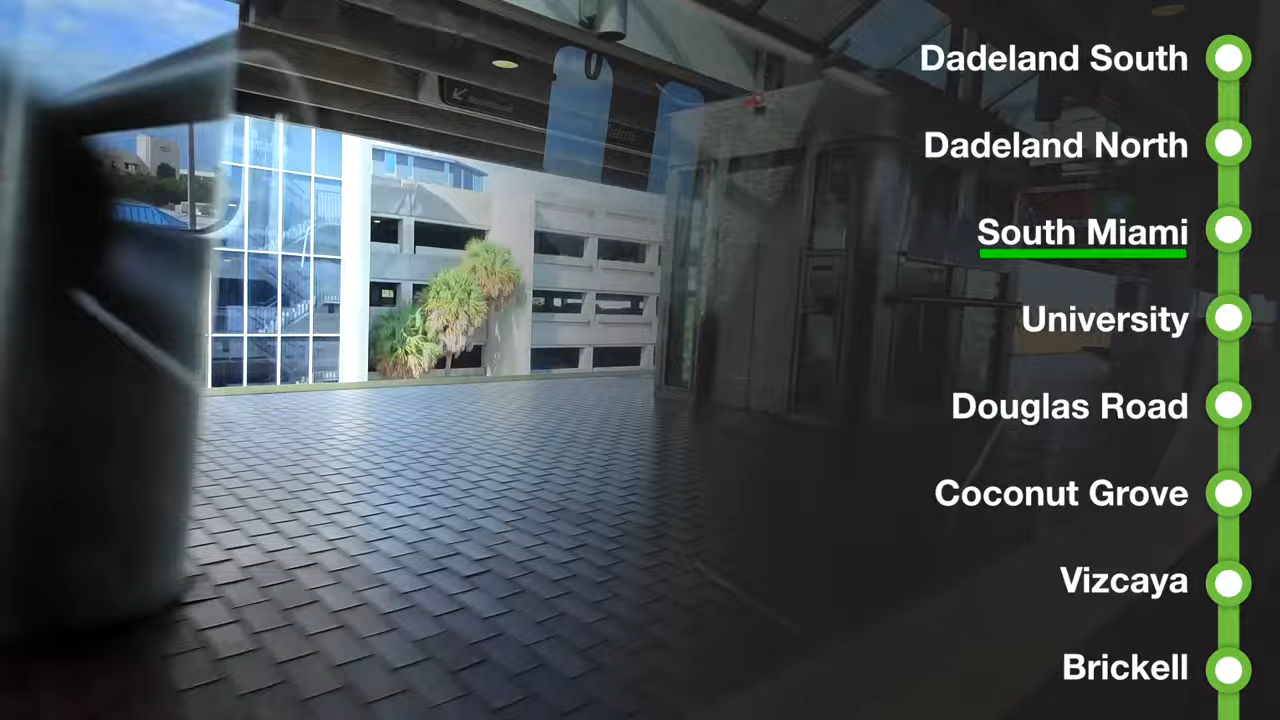 Dadeland South
Dadeland North
South Miami
University
Douglas Road
Coconut Grove
Vizcaya
Brickell